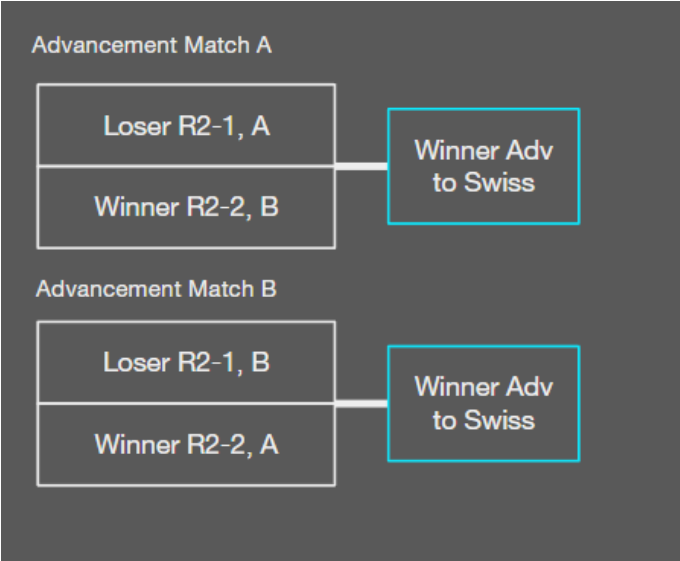 Advancement Match A
Loser R2-1, A
Winner R2-2, B
Winner Adv
to Swiss
Advancement Match B
Loser R2-1, B
Winner R2-2, A
Winner Adv
to Swiss